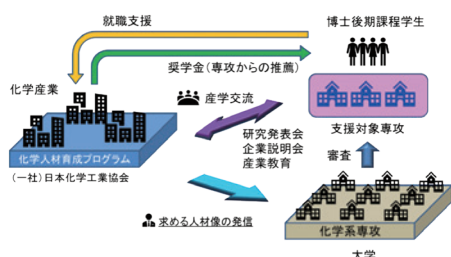 就職支援
博士後期課程学生
奨学金（専攻からの推薦）
化学産業
産学交流
研究発表会
企業説明会
産業教育
支援対象専攻
審査
化学人材育成プログラム
（一社）日本化学工業協会
求める人材像の発信
化学系専攻
大学